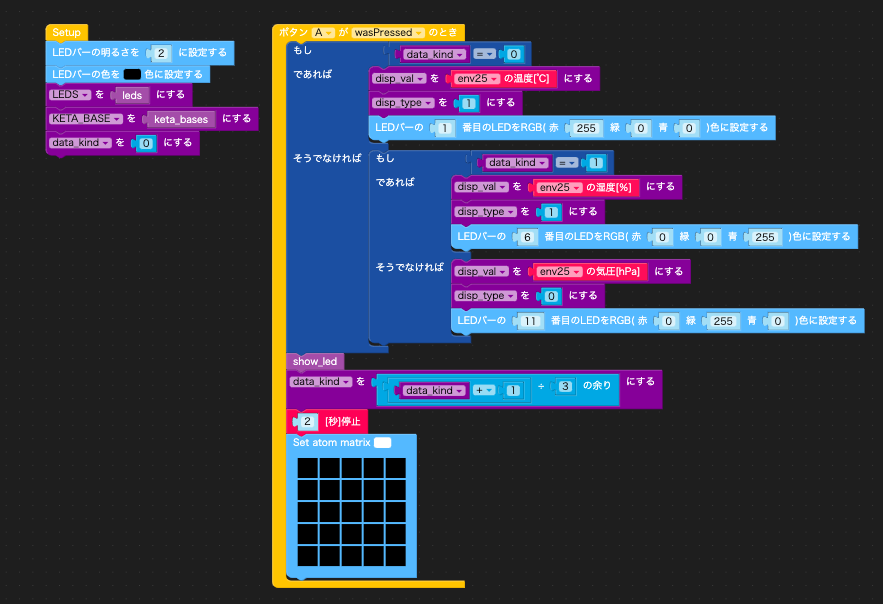 Setup
LEDバーの明るさを 2 に設定する
LEDバーの色を 色に設定する
LEDS を leds にする
KETA_BASE を keta_bases にする
data_kind を 0 にする
ボタン A が wasPressed のとき
もし data_kind = 0
であれば disp_val を env25 の温度[℃] にする
disp_type を 1 にする
LEDバーの 1 番目のLEDをRGB( 赤 255 緑 0 青 0 )色に設定する
そうでなければ もし data_kind = 1
であれば disp_val を env25 の湿度[%] にする
disp_type を 1 にする
LEDバーの 6 番目のLEDをRGB( 赤 0 緑 0 青 255 )色に設定する
そうでなければ disp_val を env25 の気圧[hPa] にする
disp_type を 0 にする
LEDバーの 11 番目のLEDをRGB( 赤 0 緑 255 青 0 )色に設定する
show_led
data_kind を data_kind + 1 ÷ 3 の余り にする
2 [秒]停止
Set atom matrix